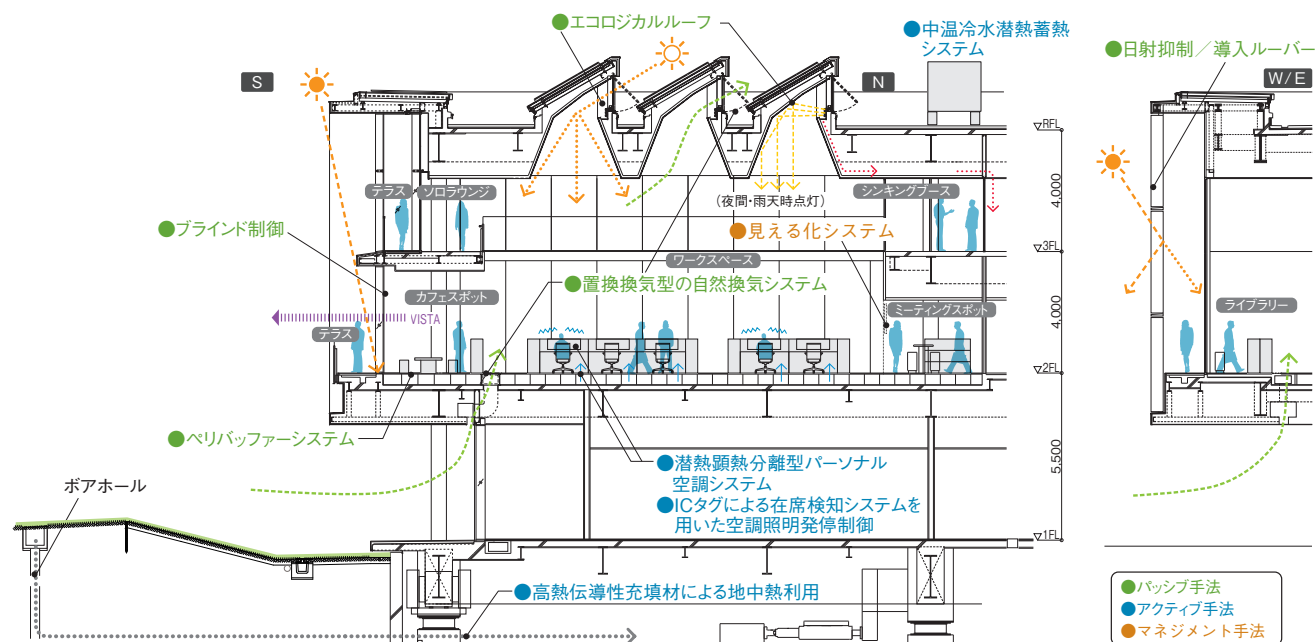 ●エコロジカルルーフ
●中温冷水潜熱蓄熱
システム
●日射抑制／導入ルーバー
S
N
W/E
▽RFL
テラス
ソロラウンジ
(夜間・雨天時点灯)
シンキングブース
4.000
●ブラインド制御
●見える化システム
▽3FL
ワークスペース
●置換換気型の自然換気システム
カフェスポット
ミーティングスポット
ライブラリー
VISTA
テラス
4.000
▽2FL
●ペリバッファーシステム
●潜熱顕熱分離型パーソナル
空調システム
●ICタグによる在席検知システムを
用いた空調照明発停制御
5.500
ボアホール
▽1FL
●高熱伝導性充填材による地中熱利用
●パッシブ手法
●アクティブ手法
●マネジメント手法